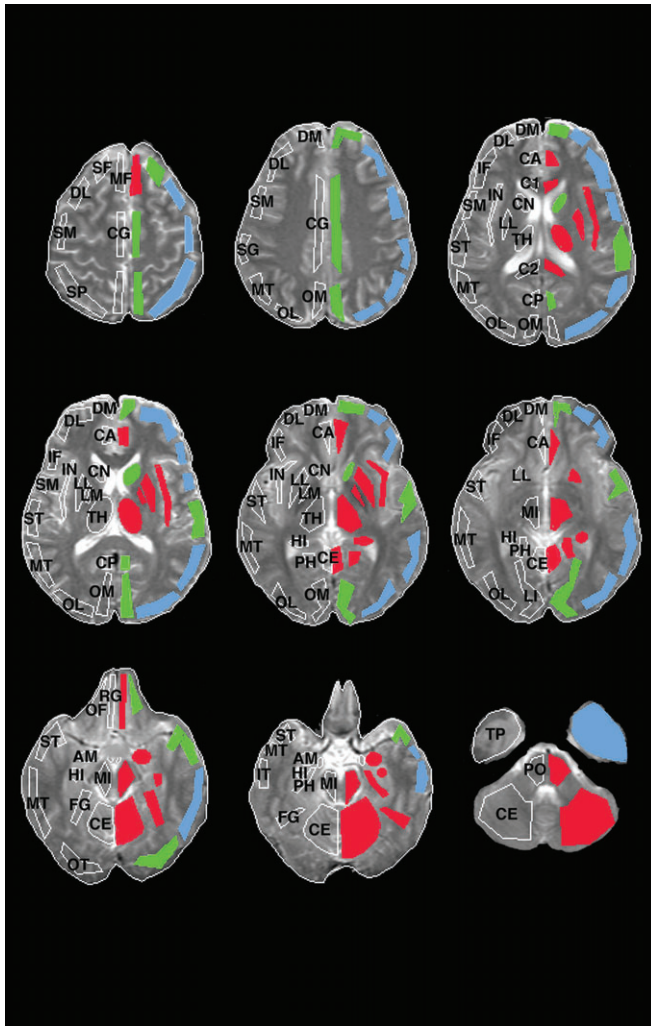 SF
MF
DL
SM
CG
SP
DM
DL
SM
CG
SG
MT
OM
OL
DM
DL
IF
CA
C1
SM
IN
CN
LL
ST
TH
C2
MT
CP
OL
OM
DM
DL
CA
IF
IN
CN
SM
LL
LM
ST
TH
MT
CP
OM
OL
DM
DL
CA
IF
IN
CN
LL
ST
LM
TH
MT
HI
CE
PH
OL
OM
DM
DL
IF
CA
ST
LL
MI
MT
HI
PH
CE
OL
LI
RG
OF
ST
AM
HI
MI
MT
FG
CE
OT
ST
MT
AM
IT
HI
PH
MI
FG
CE
TP
PO
CE